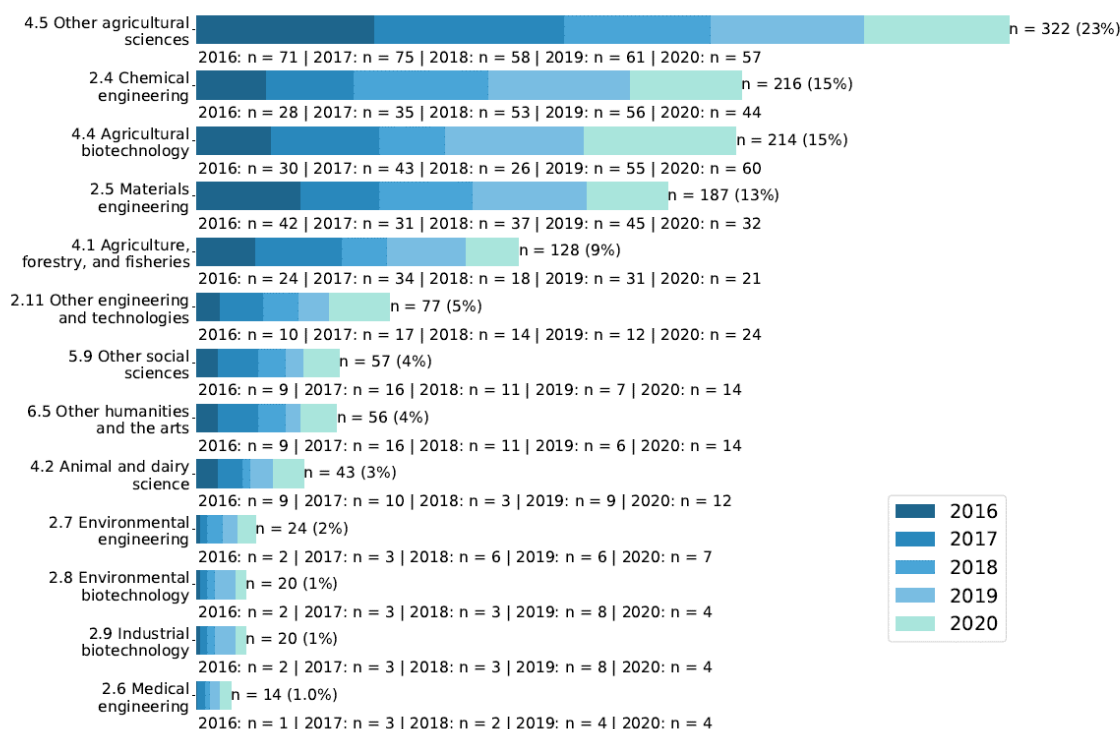 4.5 Other agricultural
sciences
n = 322 (23%)
2016: n = 71 | 2017: n = 75 | 2018: n = 58 | 2019: n = 61 | 2020: n = 57
2.4 Chemical
engineering
n = 216 (15%)
2016: n = 28 | 2017: n = 35 | 2018: n = 53 | 2019: n = 56 | 2020: n = 44
4.4 Agricultural
biotechnology
n = 214 (15%)
2016: n = 30 | 2017: n = 43 | 2018: n = 26 | 2019: n = 55 | 2020: n = 60
2.5 Materials
engineering
n = 187 (13%)
2016: n = 42 | 2017: n = 31 | 2018: n = 37 | 2019: n = 45 | 2020: n = 32
4.1 Agriculture,
forestry, and fisheries
n = 128 (9%)
2016: n = 24 | 2017: n = 34 | 2018: n = 18 | 2019: n = 31 | 2020: n = 21
2.11 Other engineering
and technologies
n = 77 (5%)
2016: n = 10 | 2017: n = 17 | 2018: n = 14 | 2019: n = 12 | 2020: n = 24
5.9 Other social
sciences
n = 57 (4%)
2016: n = 9 | 2017: n = 16 | 2018: n = 11 | 2019: n = 7 | 2020: n = 14
6.5 Other humanities
and the arts
n = 56 (4%)
2016: n = 9 | 2017: n = 16 | 2018: n = 11 | 2019: n = 6 | 2020: n = 14
4.2 Animal and dairy
science
n = 43 (3%)
2016: n = 9 | 2017: n = 10 | 2018: n = 3 | 2019: n = 9 | 2020: n = 12
2.7 Environmental
engineering
n = 24 (2%)
2016: n = 2 | 2017: n = 3 | 2018: n = 6 | 2019: n = 6 | 2020: n = 7
2.8 Environmental
biotechnology
n = 20 (1%)
2016: n = 2 | 2017: n = 3 | 2018: n = 3 | 2019: n = 8 | 2020: n = 4
2.9 Industrial
biotechnology
n = 20 (1%)
2016: n = 2 | 2017: n = 3 | 2018: n = 3 | 2019: n = 8 | 2020: n = 4
2.6 Medical
engineering
n = 14 (1.0%)
2016: n = 1 | 2017: n = 3 | 2018: n = 2 | 2019: n = 4 | 2020: n = 4
2016
2017
2018
2019
2020